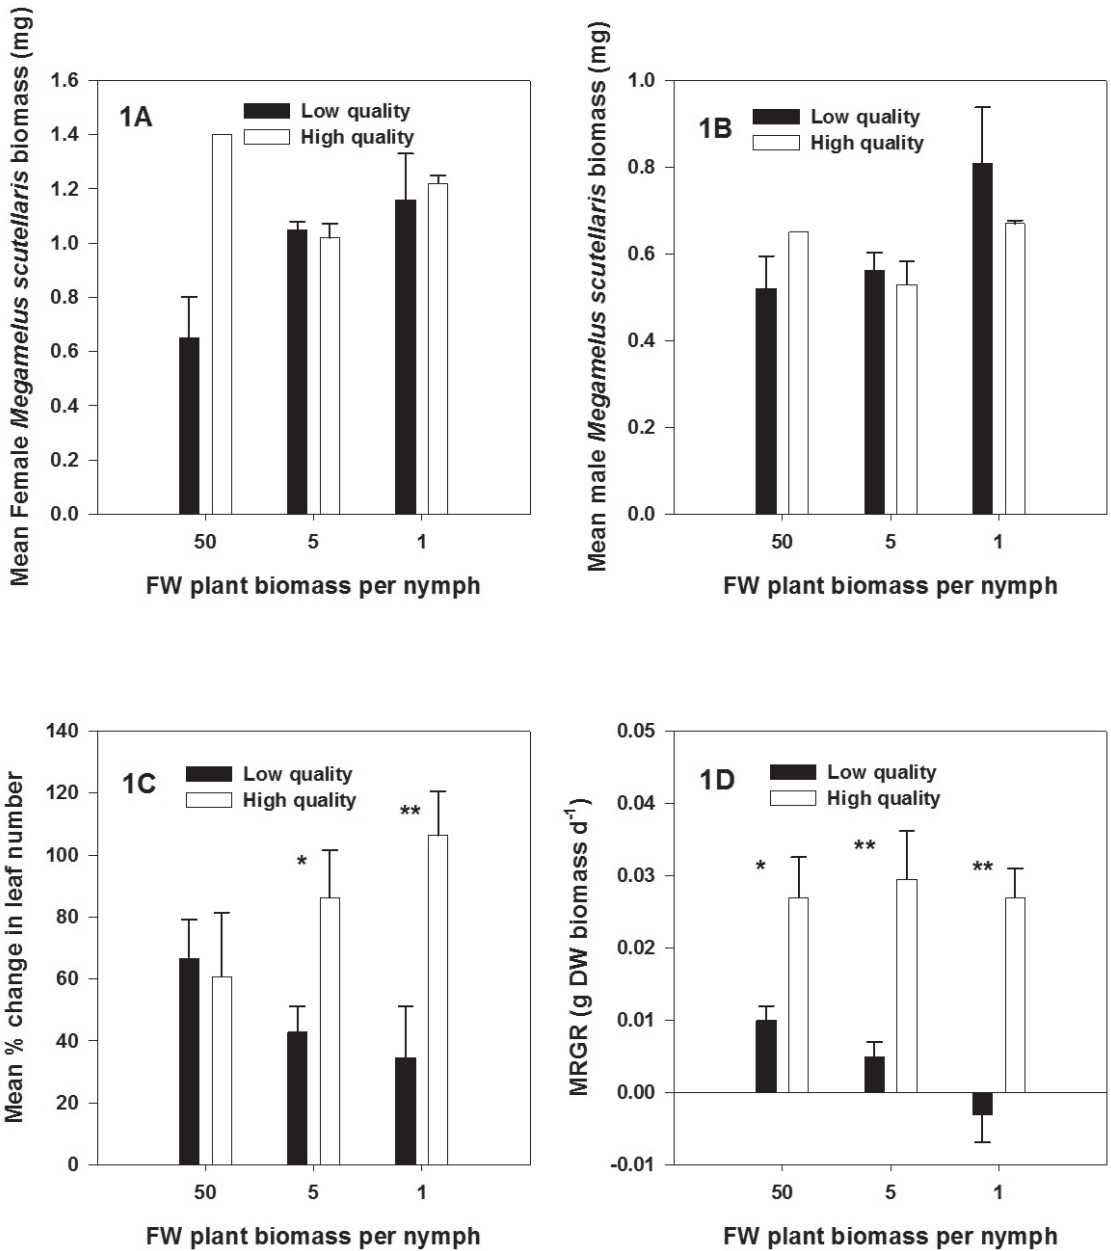 Mean Female Megamelus scutellaris biomass (mg)
1.6
1.4
1.2
1.0
0.8
0.6
0.4
0.2
0.0
1A
Low quality
High quality
50 5 1
FW plant biomass per nymph
Mean male Megamelus scutellaris biomass (mg)
1.0
0.8
0.6
0.4
0.2
0.0
1B
Low quality
High quality
50 5 1
FW plant biomass per nymph
Mean % change in leaf number
140
120
100
80
60
40
20
0
1C
Low quality
High quality
*
**
50 5 1
FW plant biomass per nymph
MRGR (g DW biomass d-1)
0.05
0.04
0.03
0.02
0.01
0.00
-0.01
1D
Low quality
High quality
*
**
**
50 5 1
FW plant biomass per nymph